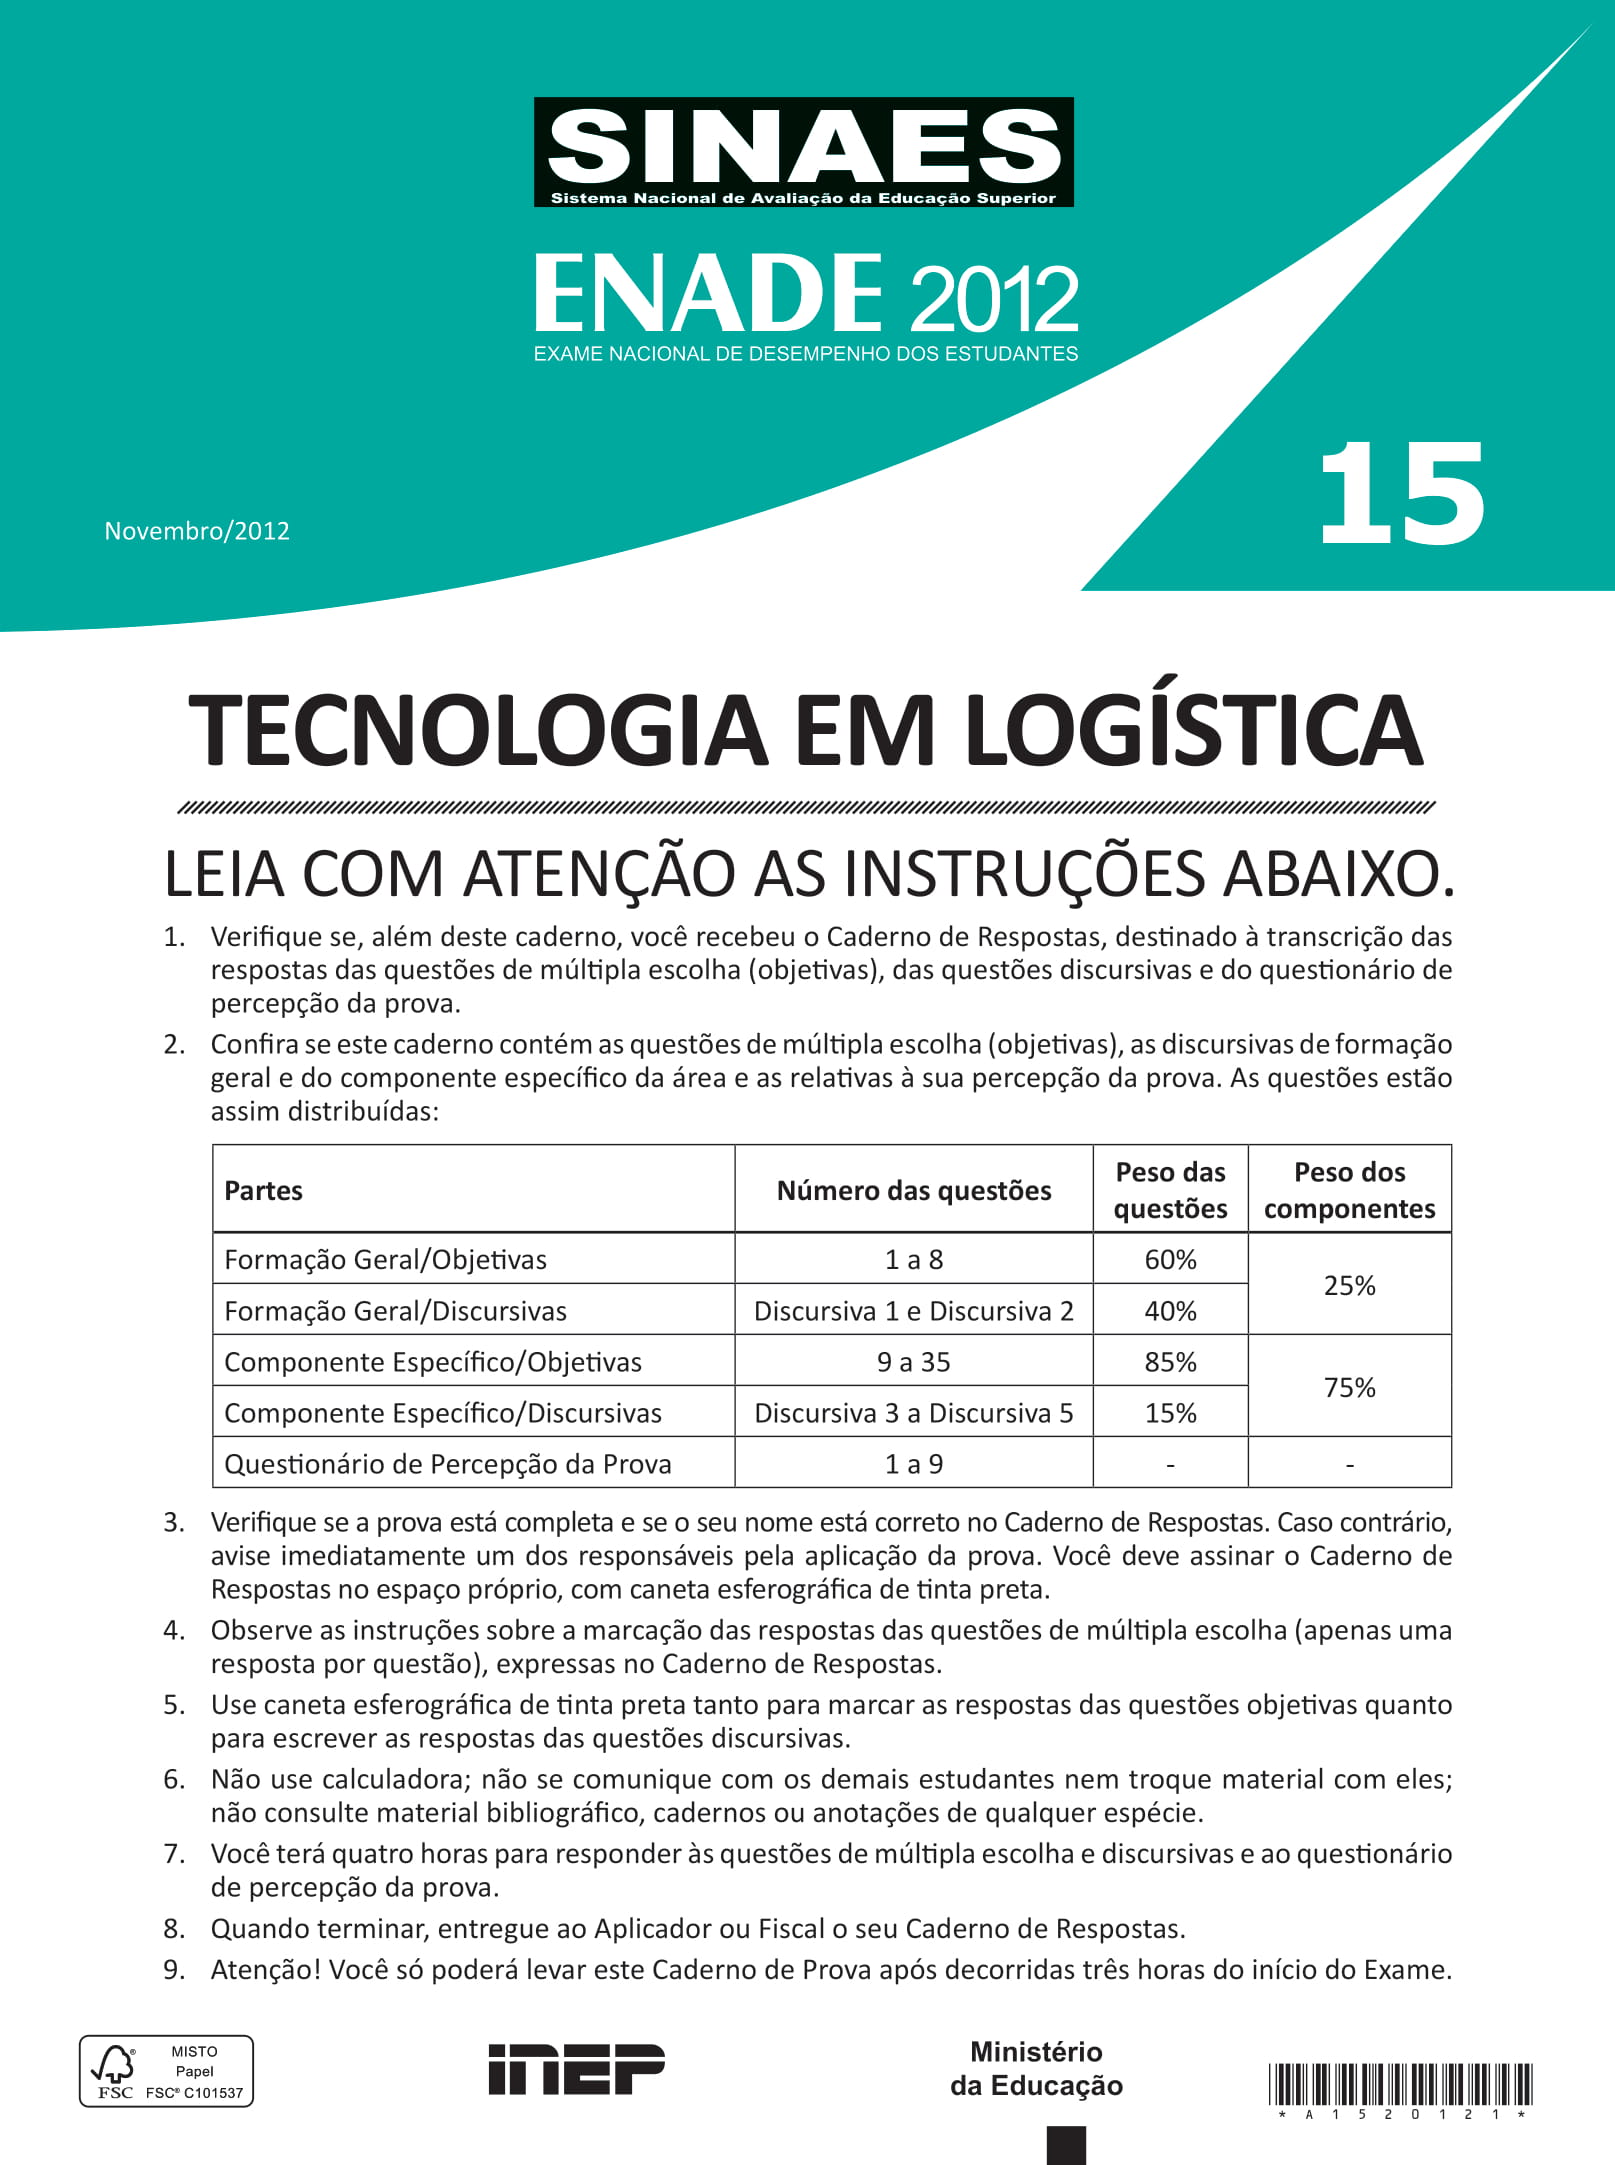 SINAES
Sistema Nacional de Avaliação da Educação Superior
ENADE 2012
EXAME NACIONAL DE DESEMPENHO DOS ESTUDANTES
15
Novembro/2012
TECNOLOGIA EM LOGÍSTICA
LEIA COM ATENÇÃO AS INSTRUÇÕES ABAIXO.
1. Verifique se, além deste caderno, você recebeu o Caderno de Respostas, destinado à transcrição das
respostas das questões de múltipla escolha (objetivas), das questões discursivas e do questionário de
percepção da prova.
2. Confira se este caderno contém as questões de múltipla escolha (objetivas), as discursivas de formação
geral e do componente específico da área e as relativas à sua percepção da prova. As questões estão
assim distribuídas:
Partes Número das questões Peso das questões Peso dos componentes
Formação Geral/Objetivas 1 a 8 60% 25%
Formação Geral/Discursivas Discursiva 1 e Discursiva 2 40%
Componente Específico/Objetivas 9 a 35 85% 75%
Componente Específico/Discursivas Discursiva 3 a Discursiva 5 15%
Questionário de Percepção da Prova 1 a 9 - -
3. Verifique se a prova está completa e se o seu nome está correto no Caderno de Respostas. Caso contrário,
avise imediatamente um dos responsáveis pela aplicação da prova. Você deve assinar o Caderno de
Respostas no espaço próprio, com caneta esferográfica de tinta preta.
4. Observe as instruções sobre a marcação das respostas das questões de múltipla escolha (apenas uma
resposta por questão), expressas no Caderno de Respostas.
5. Use caneta esferográfica de tinta preta tanto para marcar as respostas das questões objetivas quanto
para escrever as respostas das questões discursivas.
6. Não use calculadora; não se comunique com os demais estudantes nem troque material com eles;
não consulte material bibliográfico, cadernos ou anotações de qualquer espécie.
7. Você terá quatro horas para responder às questões de múltipla escolha e discursivas e ao questionário
de percepção da prova.
8. Quando terminar, entregue ao Aplicador ou Fiscal o seu Caderno de Respostas.
9. Atenção! Você só poderá levar este Caderno de Prova após decorridas três horas do início do Exame.
MISTO
Papel
FSC FSC® C101537
INEP
Ministério
da Educação
* A 1 5 2 0 1 2 1 *